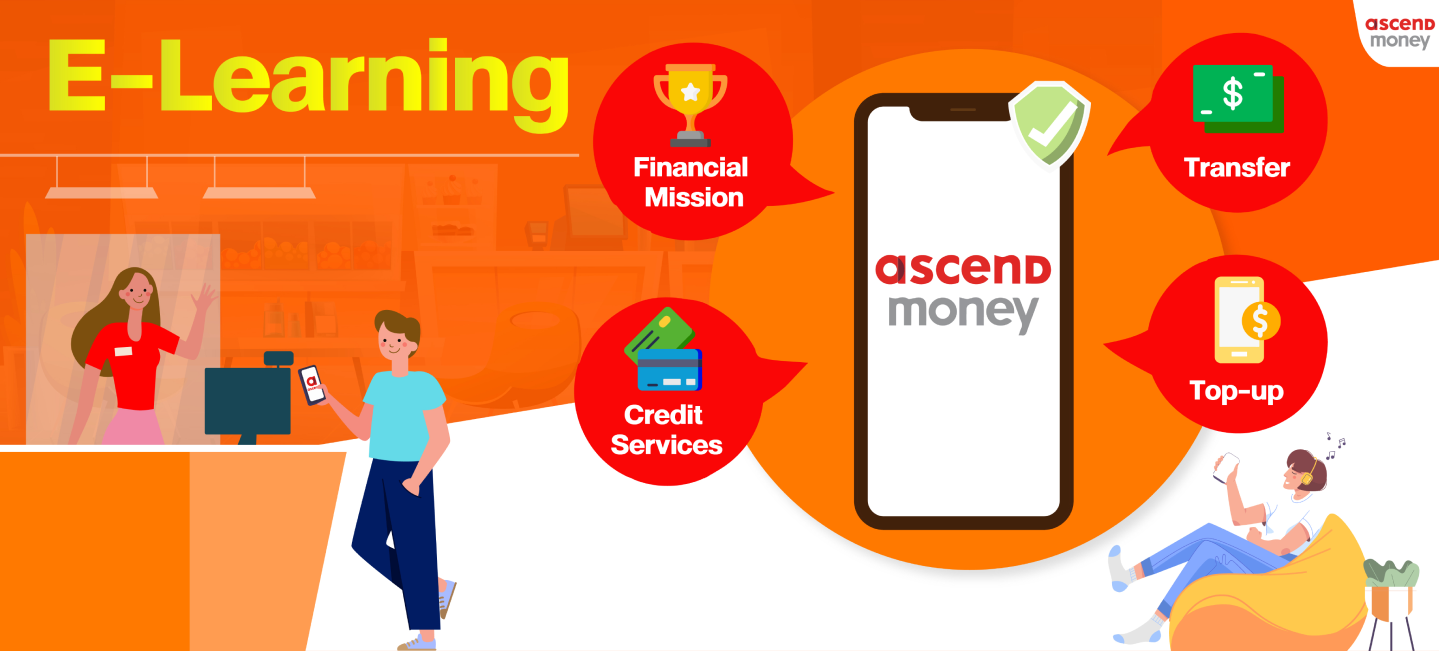 E-Learning
ascend
money
Financial
Mission
$
Transfer
ascend
money
Credit
Services
$
Top-up
a